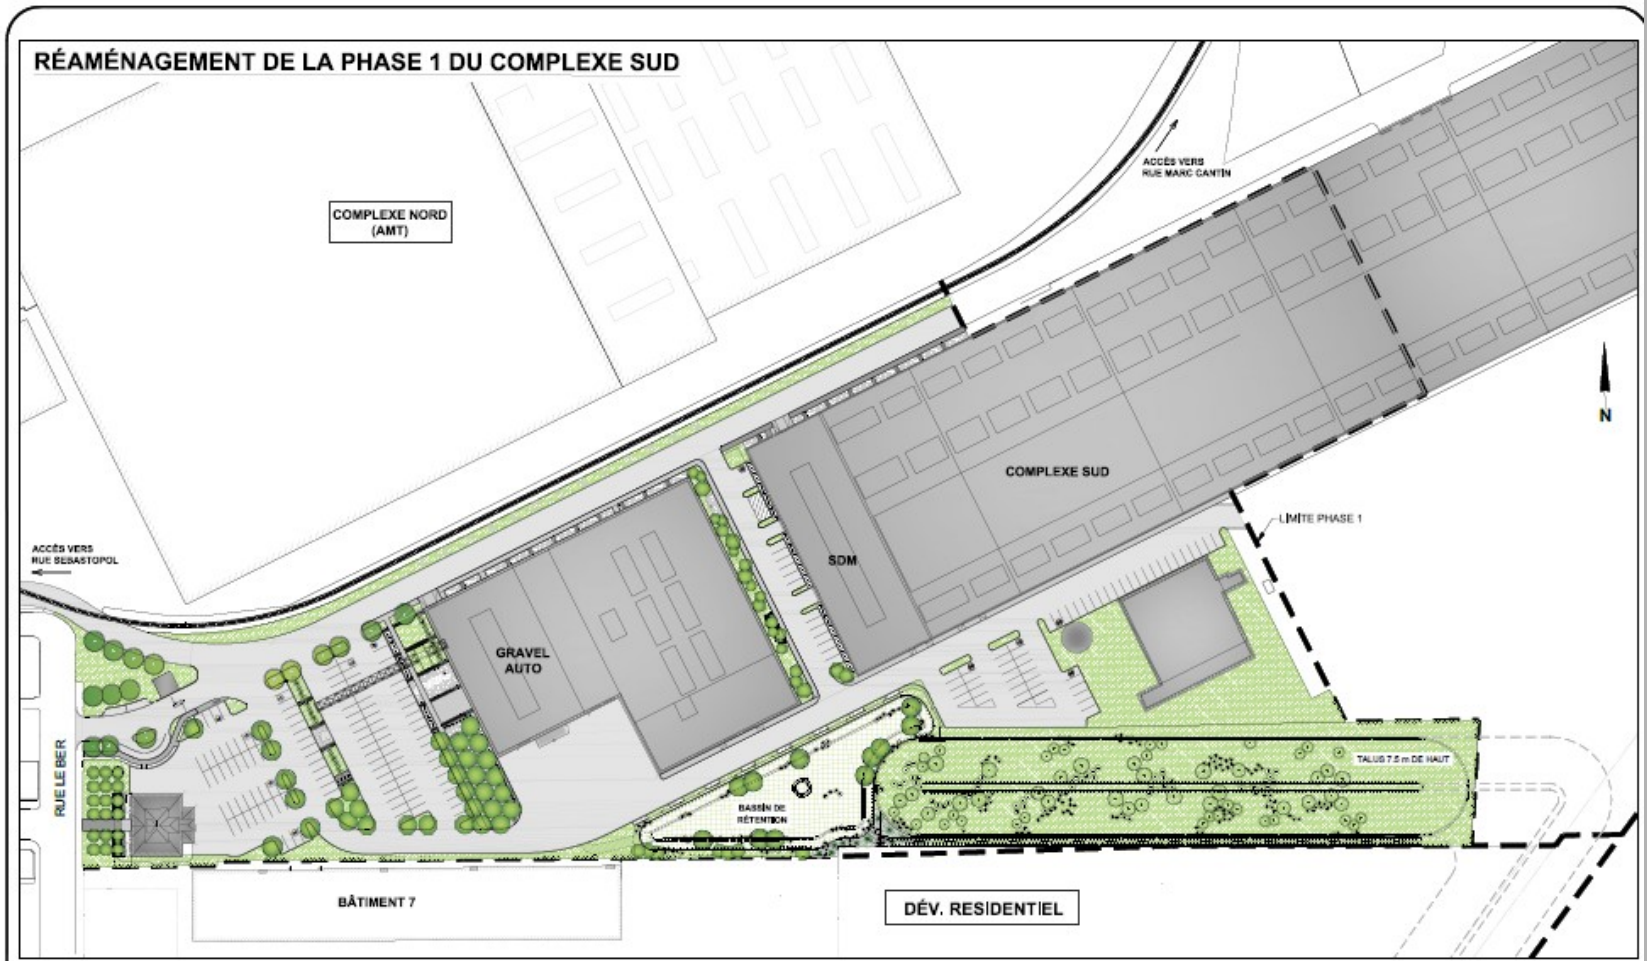 RÉAMÉNAGEMENT DE LA PHASE 1 DU COMPLEXE SUD
ACCÈS VERS
RUE MARC CANTIN
COMPLEXE NORD
(AMT)
N
COMPLEXE SUD
LIMITE PHASE 1
ACCÈS VERS
RUE SEBASTOPOL
SDM
GRAVEL
AUTO
RUE LE BER
TALUS 7.5 m DE HAUT
BASSIN DE
RÉTENTION
BÂTIMENT 7
DÉV. RESIDENTIEL